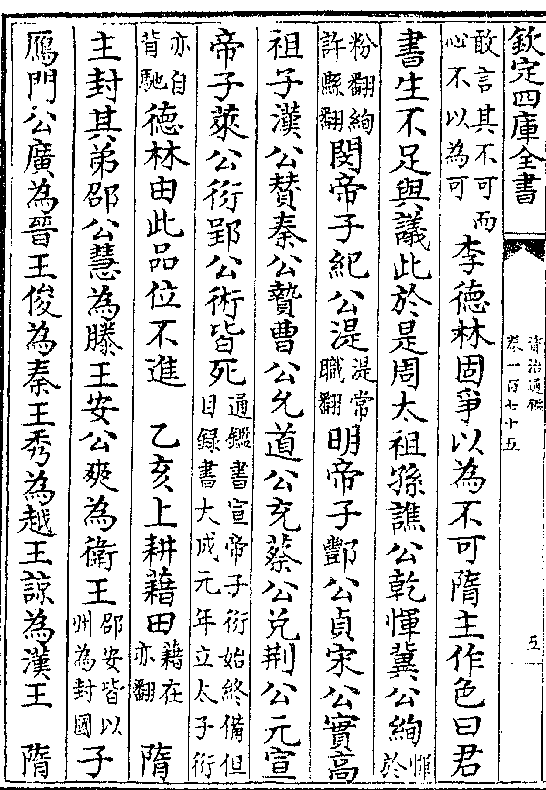 欽定四庫全書
資治通鑑
卷一百七十五
五
敢言其不可而
心不以為可
李德林固爭以為不可隋主作色曰君
書生不足與議此於是周太祖孫譙公乾惲冀公絢
惲
於
粉翻絢
許縣翻
閔帝子紀公湜
湜常
職翻
明帝子酆公貞宋公實高
祖子漢公贊秦公贄曹公允道公充蔡公兌荊公元宣
帝子萊公衍郢公術皆死
通鑑書宣帝子衍始終備但
目録書大成元年立太子衍
亦自
背馳
德林由此品位不進　乙亥上耕藉田
藉在
亦翻
隋
主封其弟邵公慧為滕王安公爽為衛王
邵安皆以
州為封國
子
鴈門公廣為晉王俊為秦王秀為越王諒為漢王　隋